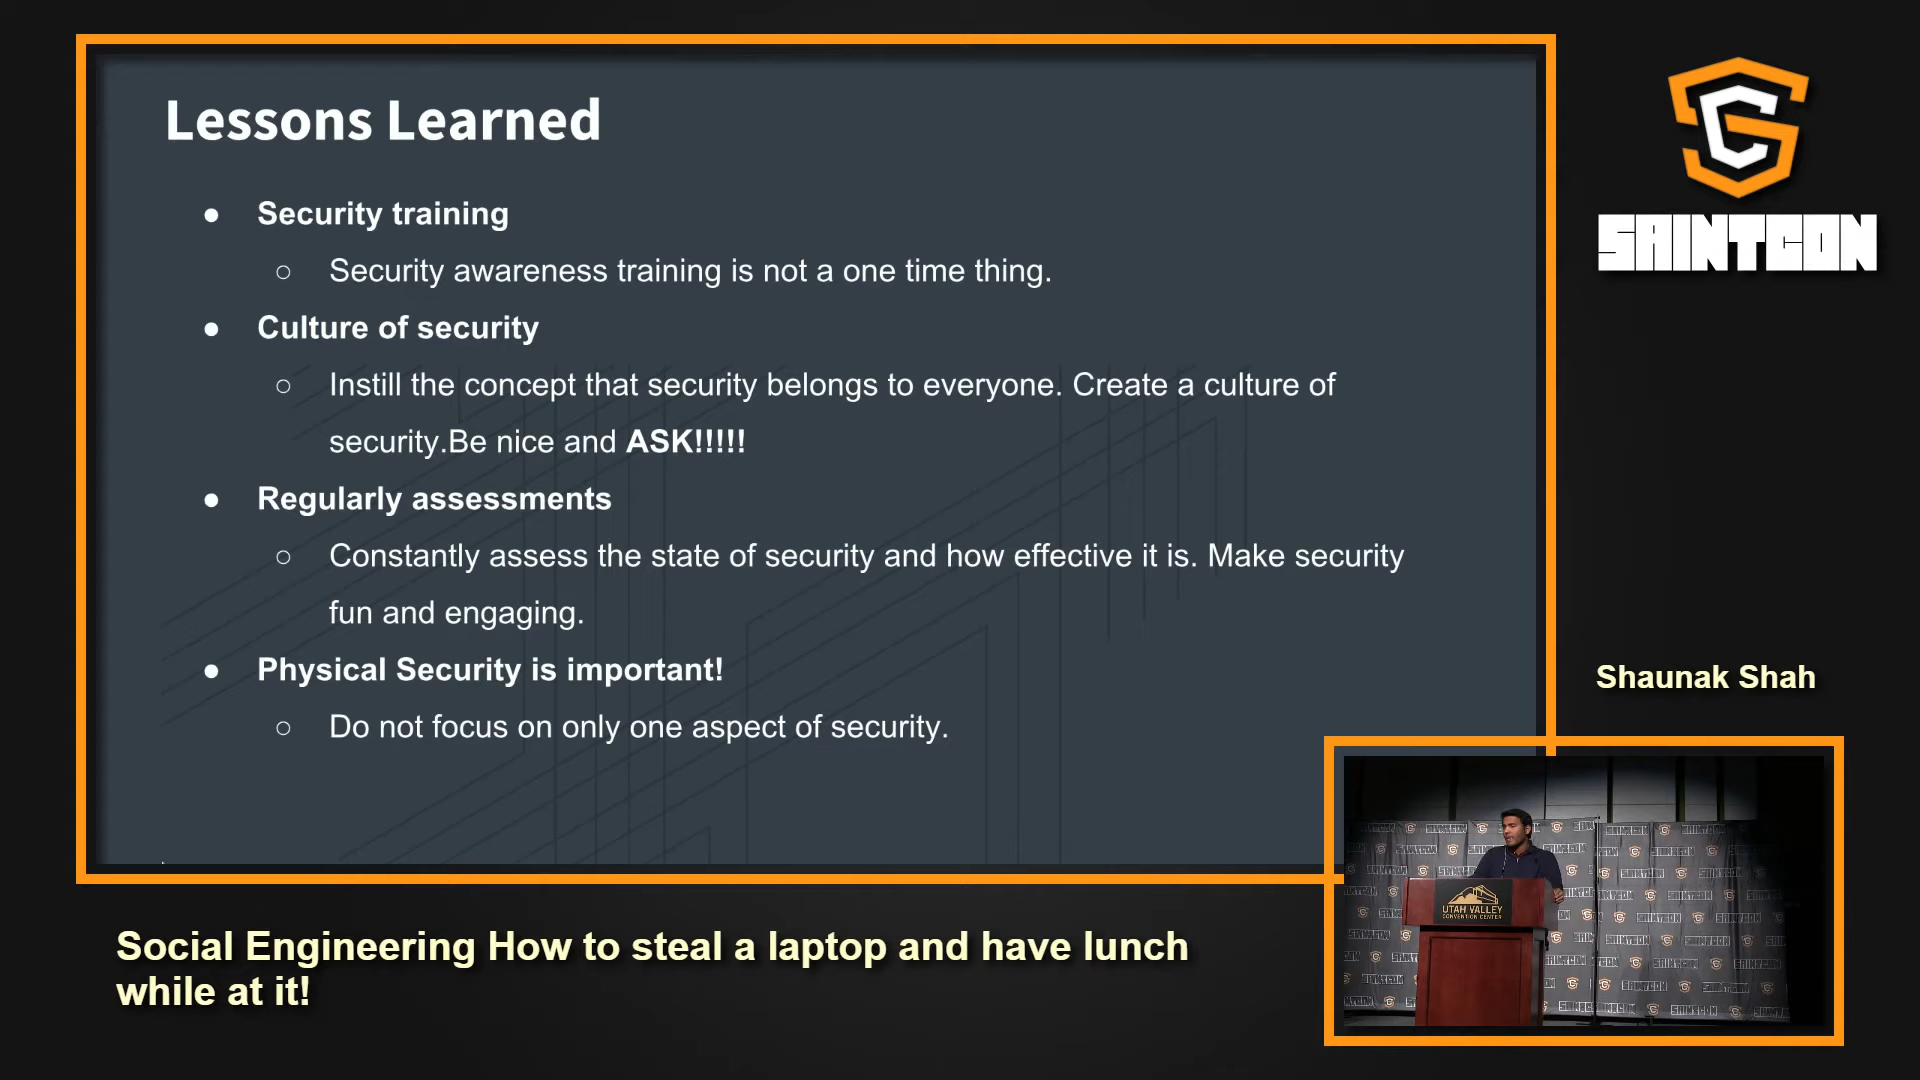 Lessons Learned
● Security training
○ Security awareness training is not a one time thing.
● Culture of security
○ Instill the concept that security belongs to everyone. Create a culture of
security.Be nice and ASK!!!!!
● Regularly assessments
○ Constantly assess the state of security and how effective it is. Make security
fun and engaging.
● Physical Security is important!
○ Do not focus on only one aspect of security.
SAINTCON
Shaunak Shah
UTAH VALLEY
CONVENTION CENTER
Social Engineering How to steal a laptop and have lunch
while at it!